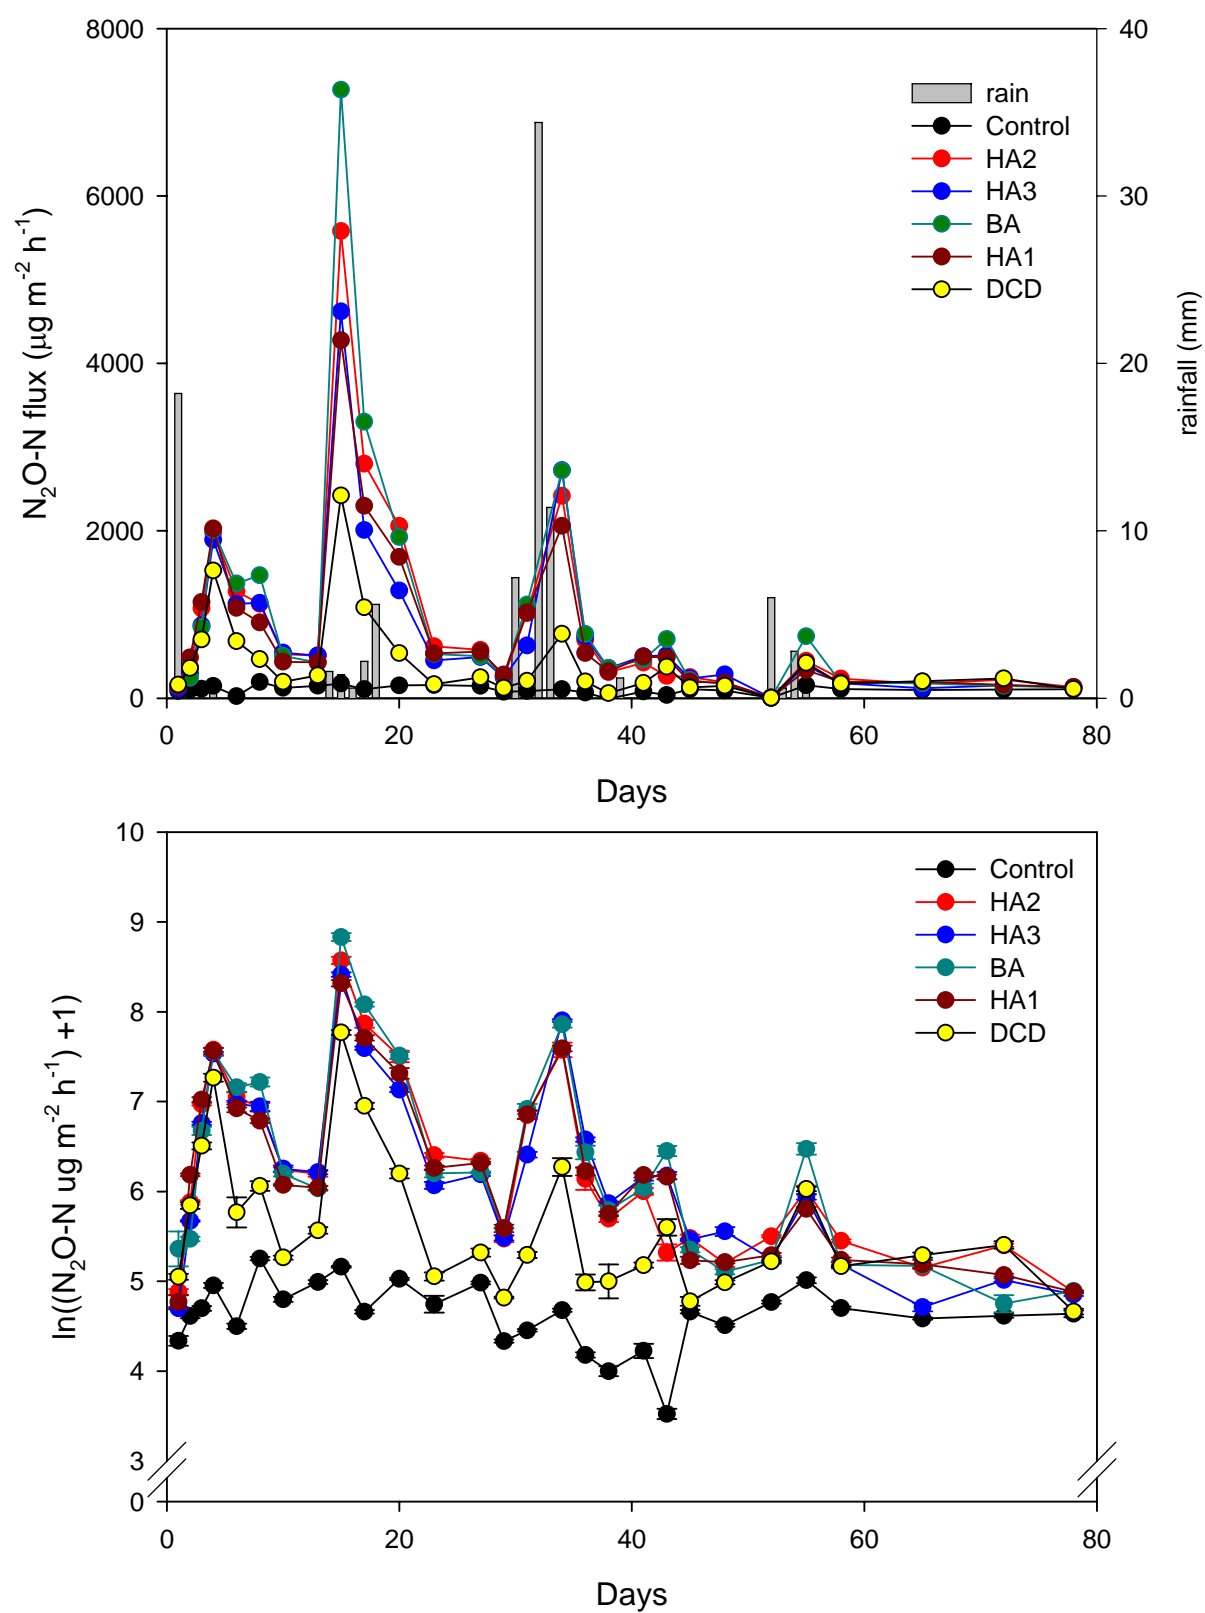 8000
6000
4000
2000
0
40
30
20
10
0
N₂O-N flux (µg m⁻² h⁻¹)
rainfall (mm)
rain
Control
HA2
HA3
BA
HA1
DCD
0 20 40 60 80
Days
10
9
8
7
6
5
4
3
0
ln((N₂O-N ug m⁻² h⁻¹) +1)
Control
HA2
HA3
BA
HA1
DCD
0 20 40 60 80
Days